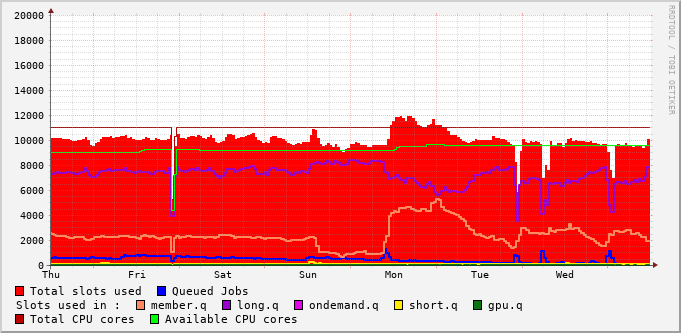 20000
18000
16000
14000
12000
10000
8000
6000
4000
2000
0
Thu Fri Sat Sun Mon Tue Wed
RRDTOOL / TOBI OETIKER
Total slots used Queued Jobs
Slots used in : member.q long.q ondemand.q short.q gpu.q
Total CPU cores Available CPU cores